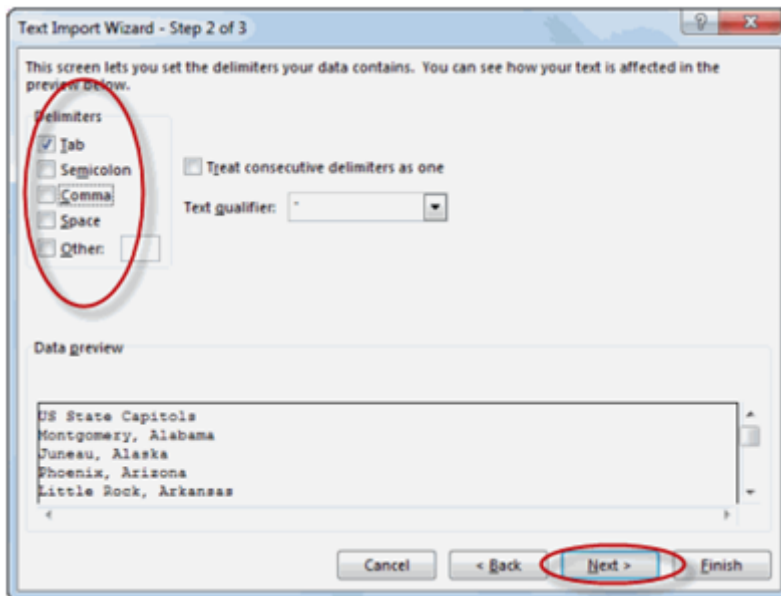 Text Import Wizard - Step 2 of 3
This screen lets you set the delimiters your data contains. You can see how your text is affected in the
preview below.
Delimiters
Tab
Semicolon
Treat consecutive delimiters as one
Comma
Text qualifier: "
Space
Other:
Data preview
US State Capitols
Montgomery, Alabama
Juneau, Alaska
Phoenix, Arizona
Little Rock, Arkansas
Cancel
< Back
Next >
Finish